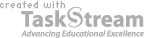 created with
TaskStream
Advancing Educational Excellence